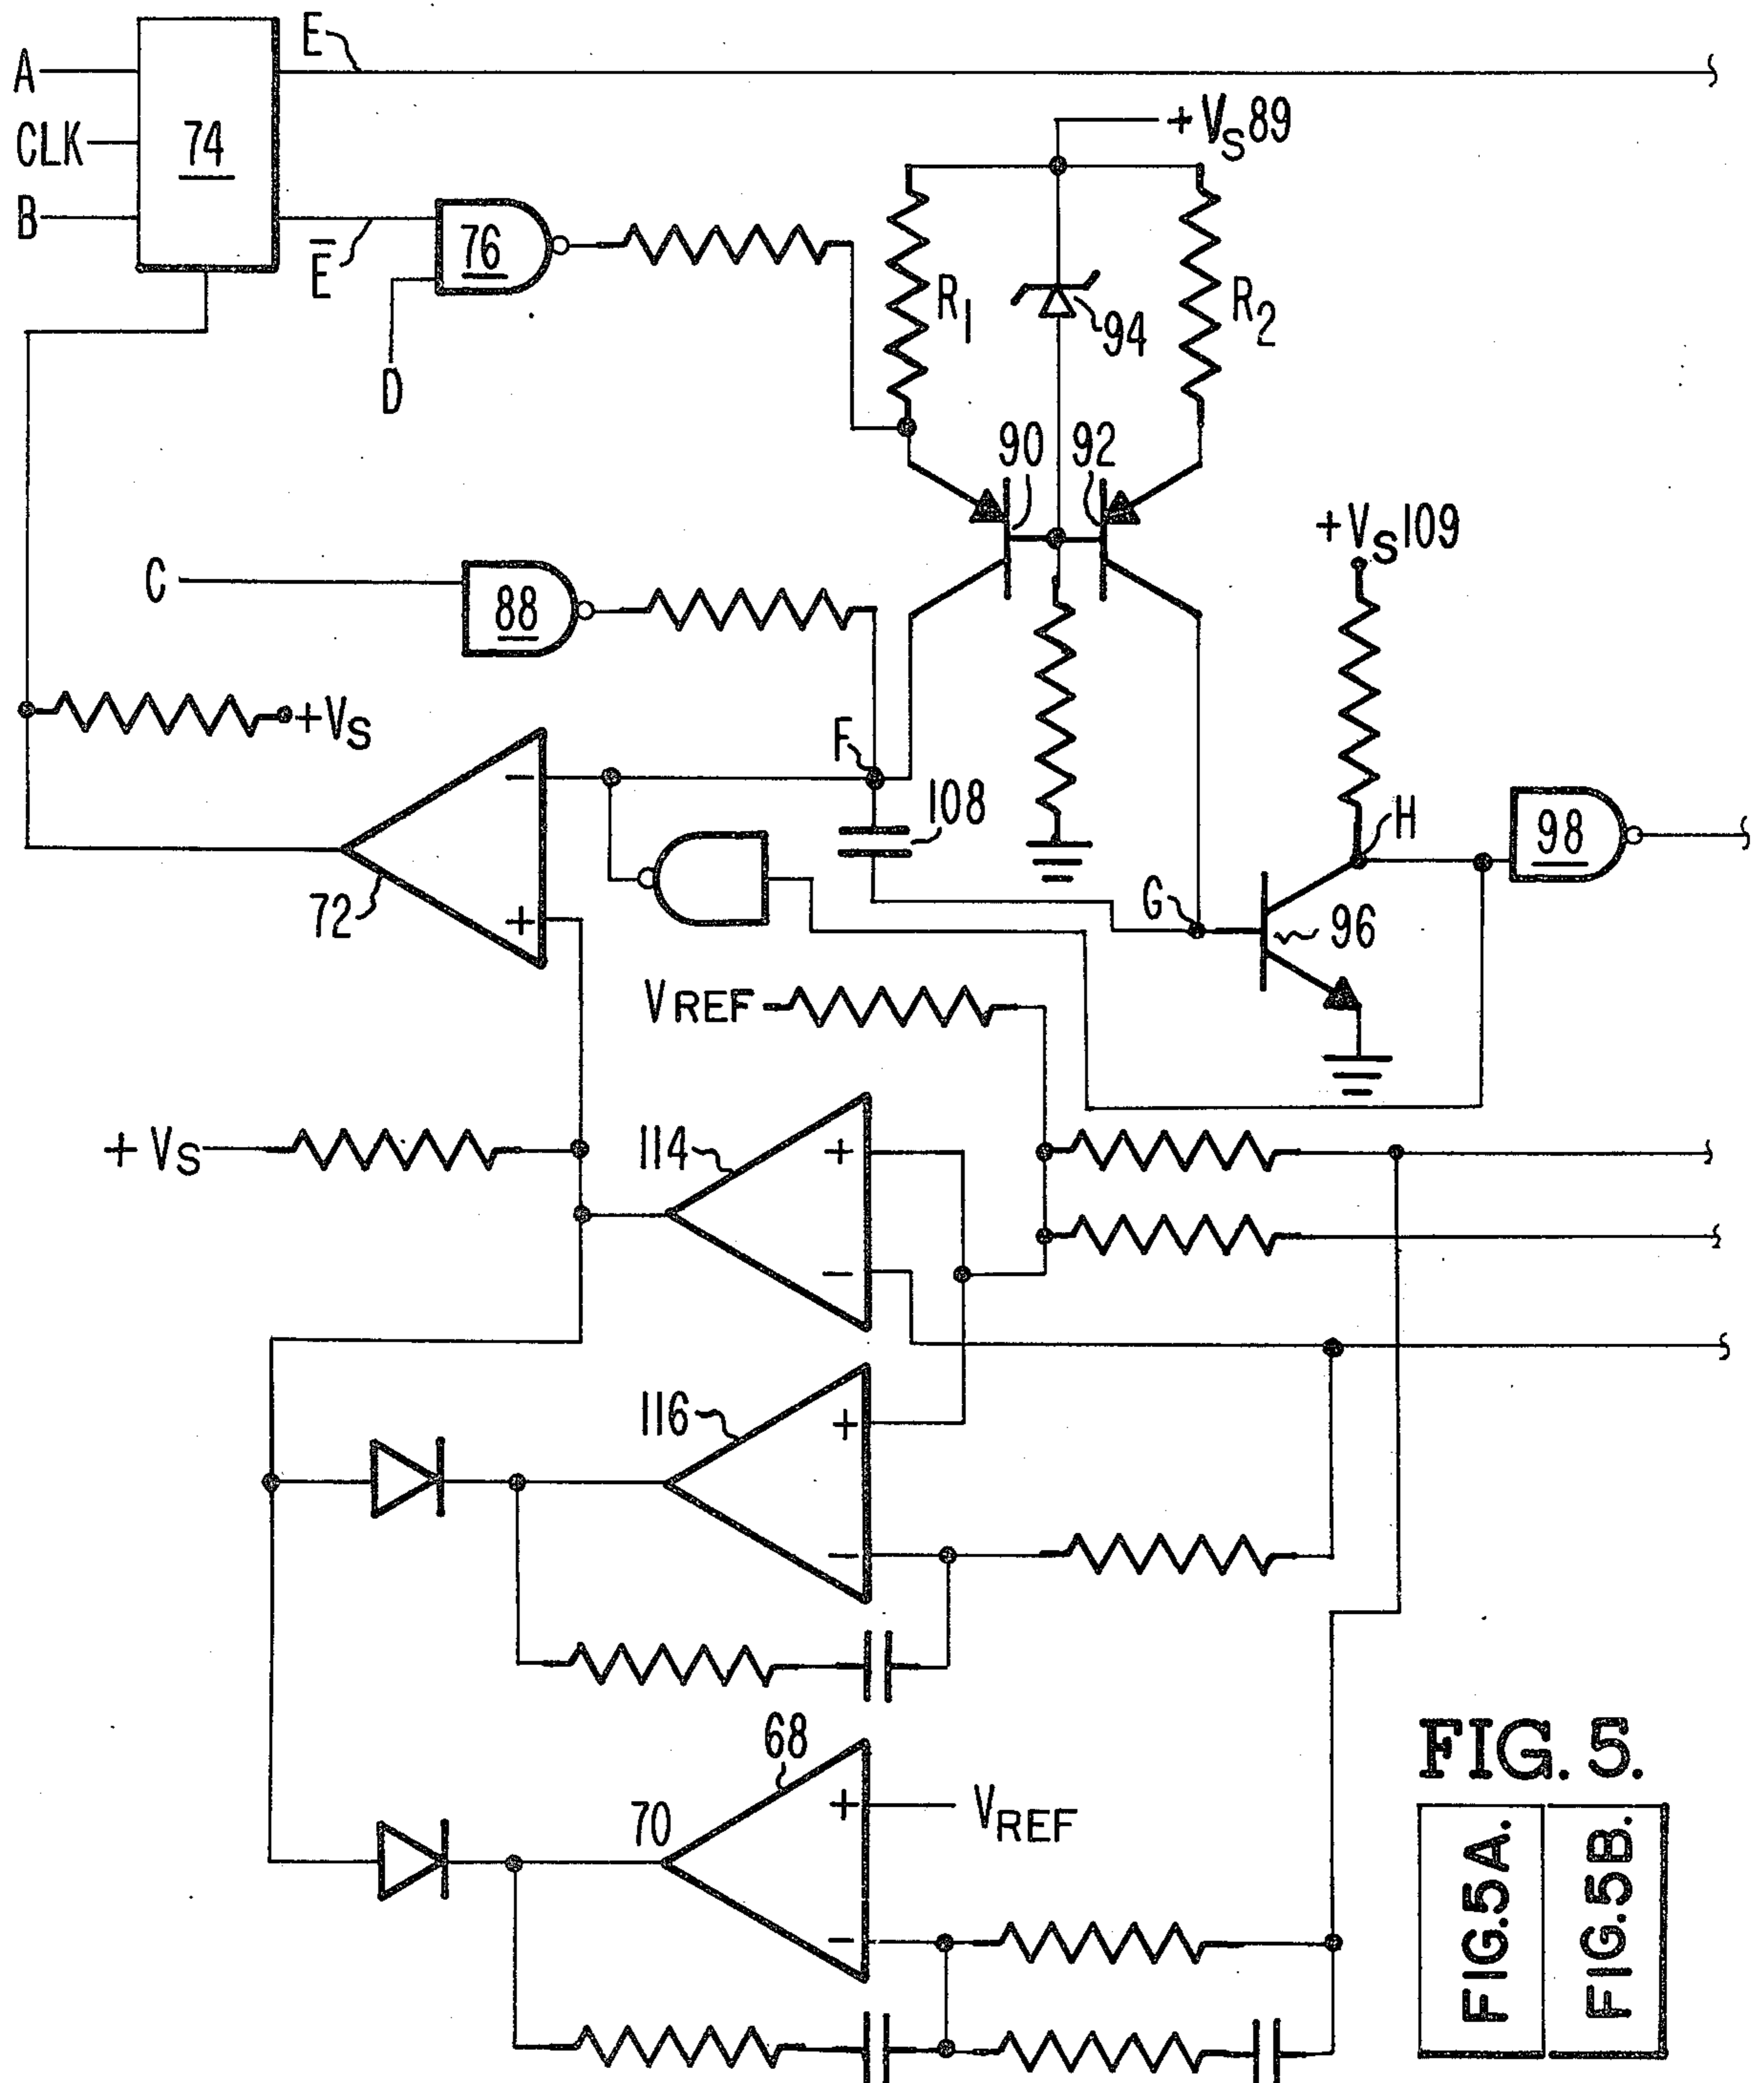 E
A
CLK
B
74
+VS89
Ē
76
D
R1
94
R2
90
92
+VS109
C
88
+VS
F
108
H
98
72
−
+
G
96
VREF
+VS
114
+
−
116
+
−
68
70
+
VREF
−
FIG. 5.
FIG.5A.
FIG.5B.